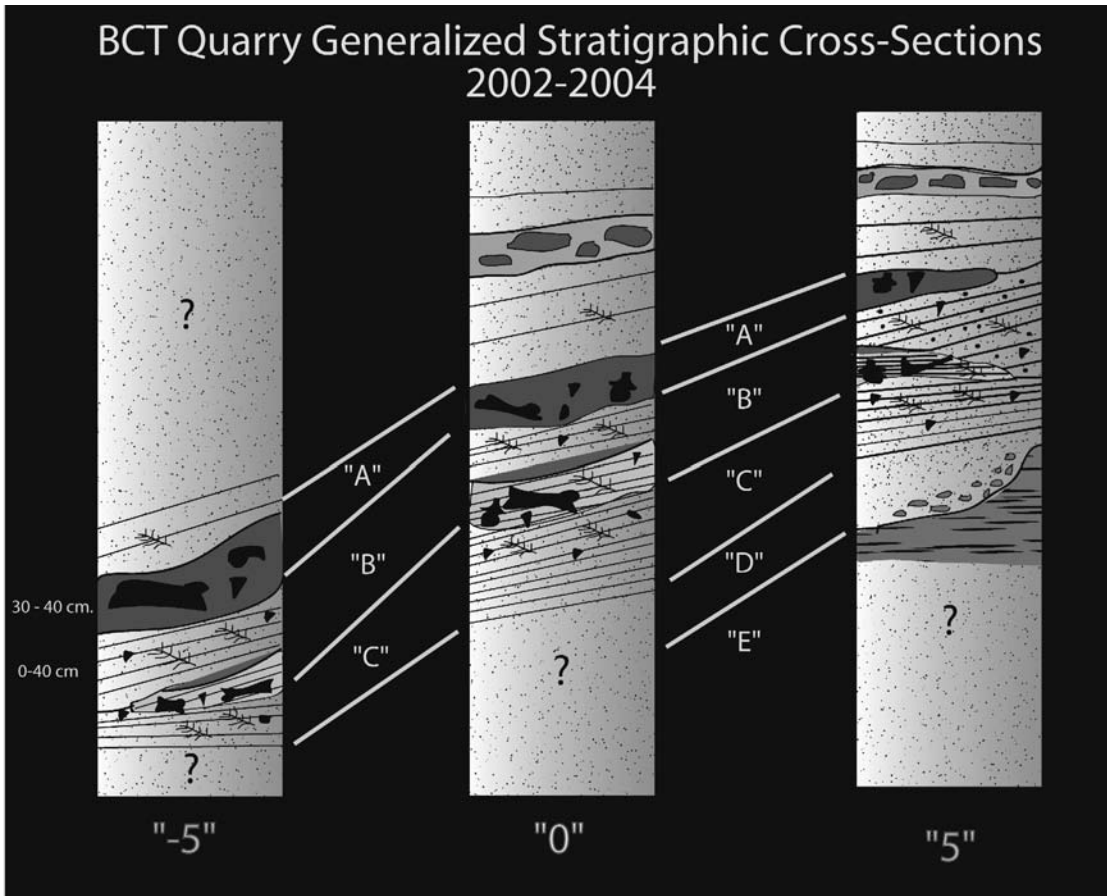 BCT Quarry Generalized Stratigraphic Cross-Sections
2002-2004
?
"A"
"B"
"C"
30 - 40 cm.
0-40 cm
?
"-5"
?
"0"
"A"
"B"
"C"
"D"
"E"
?
"5"